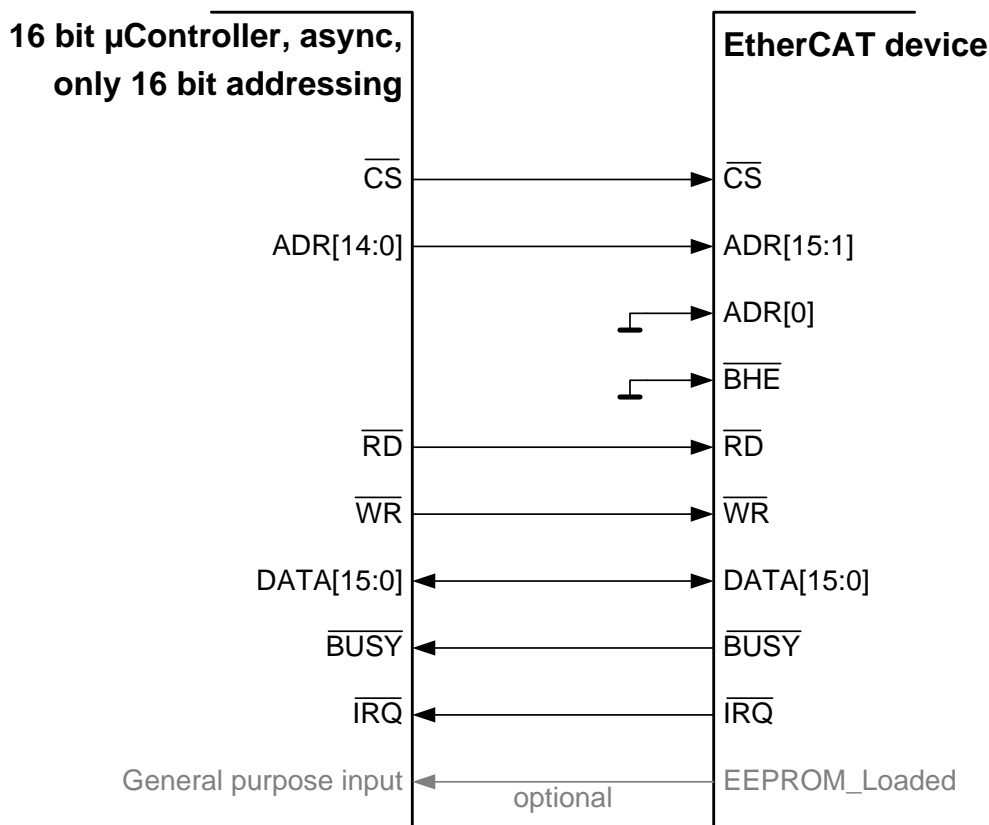 16 bit µController, async,
only 16 bit addressing
EtherCAT device
CS
CS
ADR[14:0]
ADR[15:1]
ADR[0]
BHE
RD
RD
WR
WR
DATA[15:0]
DATA[15:0]
BUSY
BUSY
IRQ
IRQ
General purpose input
optional
EEPROM_Loaded